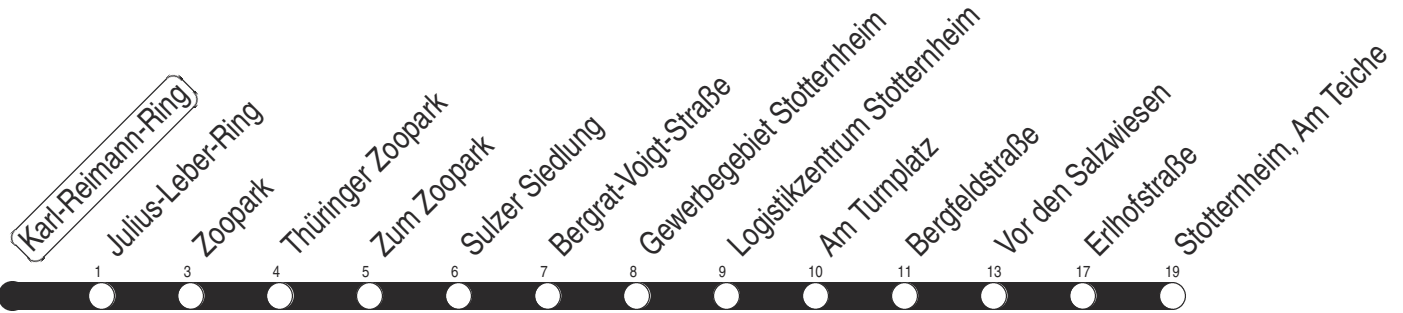 Karl-Reimann-Ring
Julius-Leber-Ring
Zoopark
Thüringer Zoopark
Zum Zoopark
Sulzer Siedlung
Bergrat-Voigt-Straße
Gewerbegebiet Stotternheim
Logistikzentrum Stotternheim
Am Turnplatz
Bergfeldstraße
Vor den Salzwiesen
Erlhofstraße
Stotternheim, Am Teiche
1 3 4 5 6 7 8 9 10 11 13 17 19